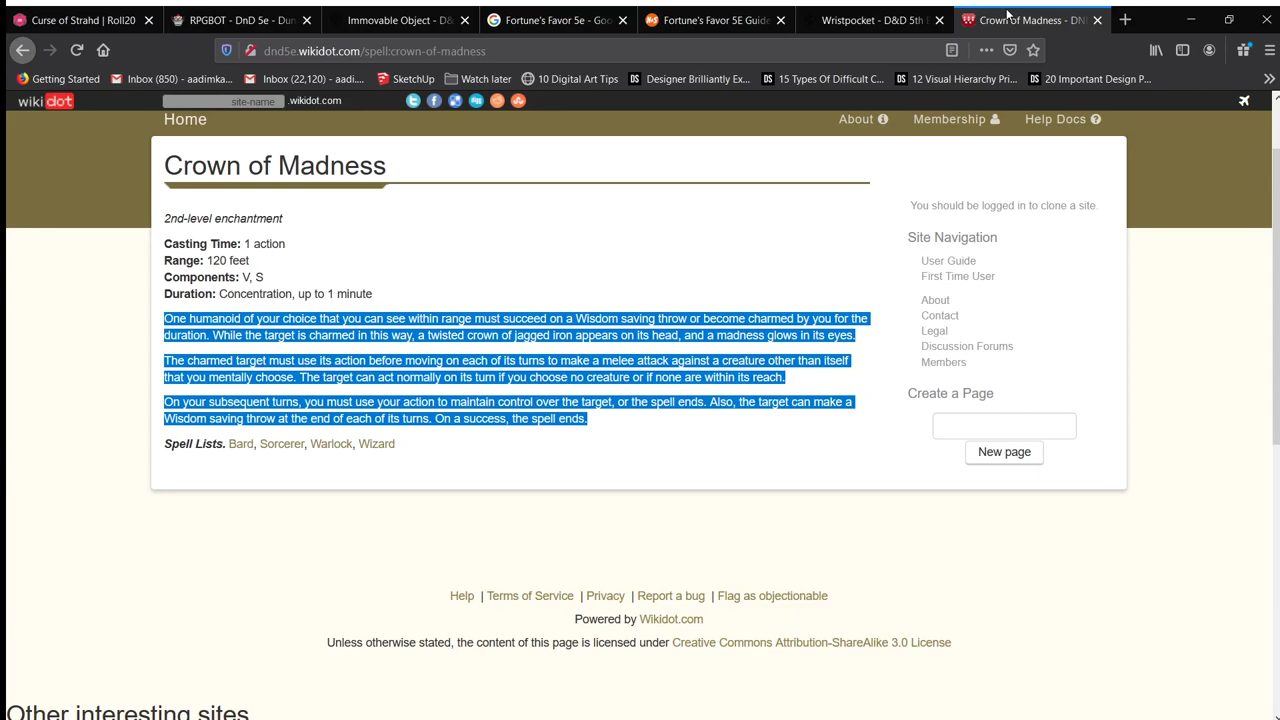 Curse of Strahd | Roll20
RPGBOT - DnD 5e - Dun
Immovable Object - D&
Fortune's Favor 5e - Goo
Fortune's Favor 5E Guide
Wristpocket - D&D 5th E
Crown of Madness - DN
dnd5e.wikidot.com/spell:crown-of-madness
Getting Started
Inbox (850) - aadimka...
Inbox (22,120) - aadi...
SketchUp
Watch later
10 Digital Art Tips
Designer Brilliantly Ex...
15 Types Of Difficult C...
12 Visual Hierarchy Pri...
20 Important Design P...
wikidot
site-name .wikidot.com
Home
About
Membership
Help Docs
Crown of Madness
2nd-level enchantment
Casting Time: 1 action
Range: 120 feet
Components: V, S
Duration: Concentration, up to 1 minute
One humanoid of your choice that you can see within range must succeed on a Wisdom saving throw or become charmed by you for the
duration. While the target is charmed in this way, a twisted crown of jagged iron appears on its head, and a madness glows in its eyes.
The charmed target must use its action before moving on each of its turns to make a melee attack against a creature other than itself
that you mentally choose. The target can act normally on its turn if you choose no creature or if none are within its reach.
On your subsequent turns, you must use your action to maintain control over the target, or the spell ends. Also, the target can make a
Wisdom saving throw at the end of each of its turns. On a success, the spell ends.
Spell Lists. Bard, Sorcerer, Warlock, Wizard
You should be logged in to clone a site.
Site Navigation
User Guide
First Time User
About
Contact
Legal
Discussion Forums
Members
Create a Page
New page
Help | Terms of Service | Privacy | Report a bug | Flag as objectionable
Powered by Wikidot.com
Unless otherwise stated, the content of this page is licensed under Creative Commons Attribution-ShareAlike 3.0 License
Other interesting sites